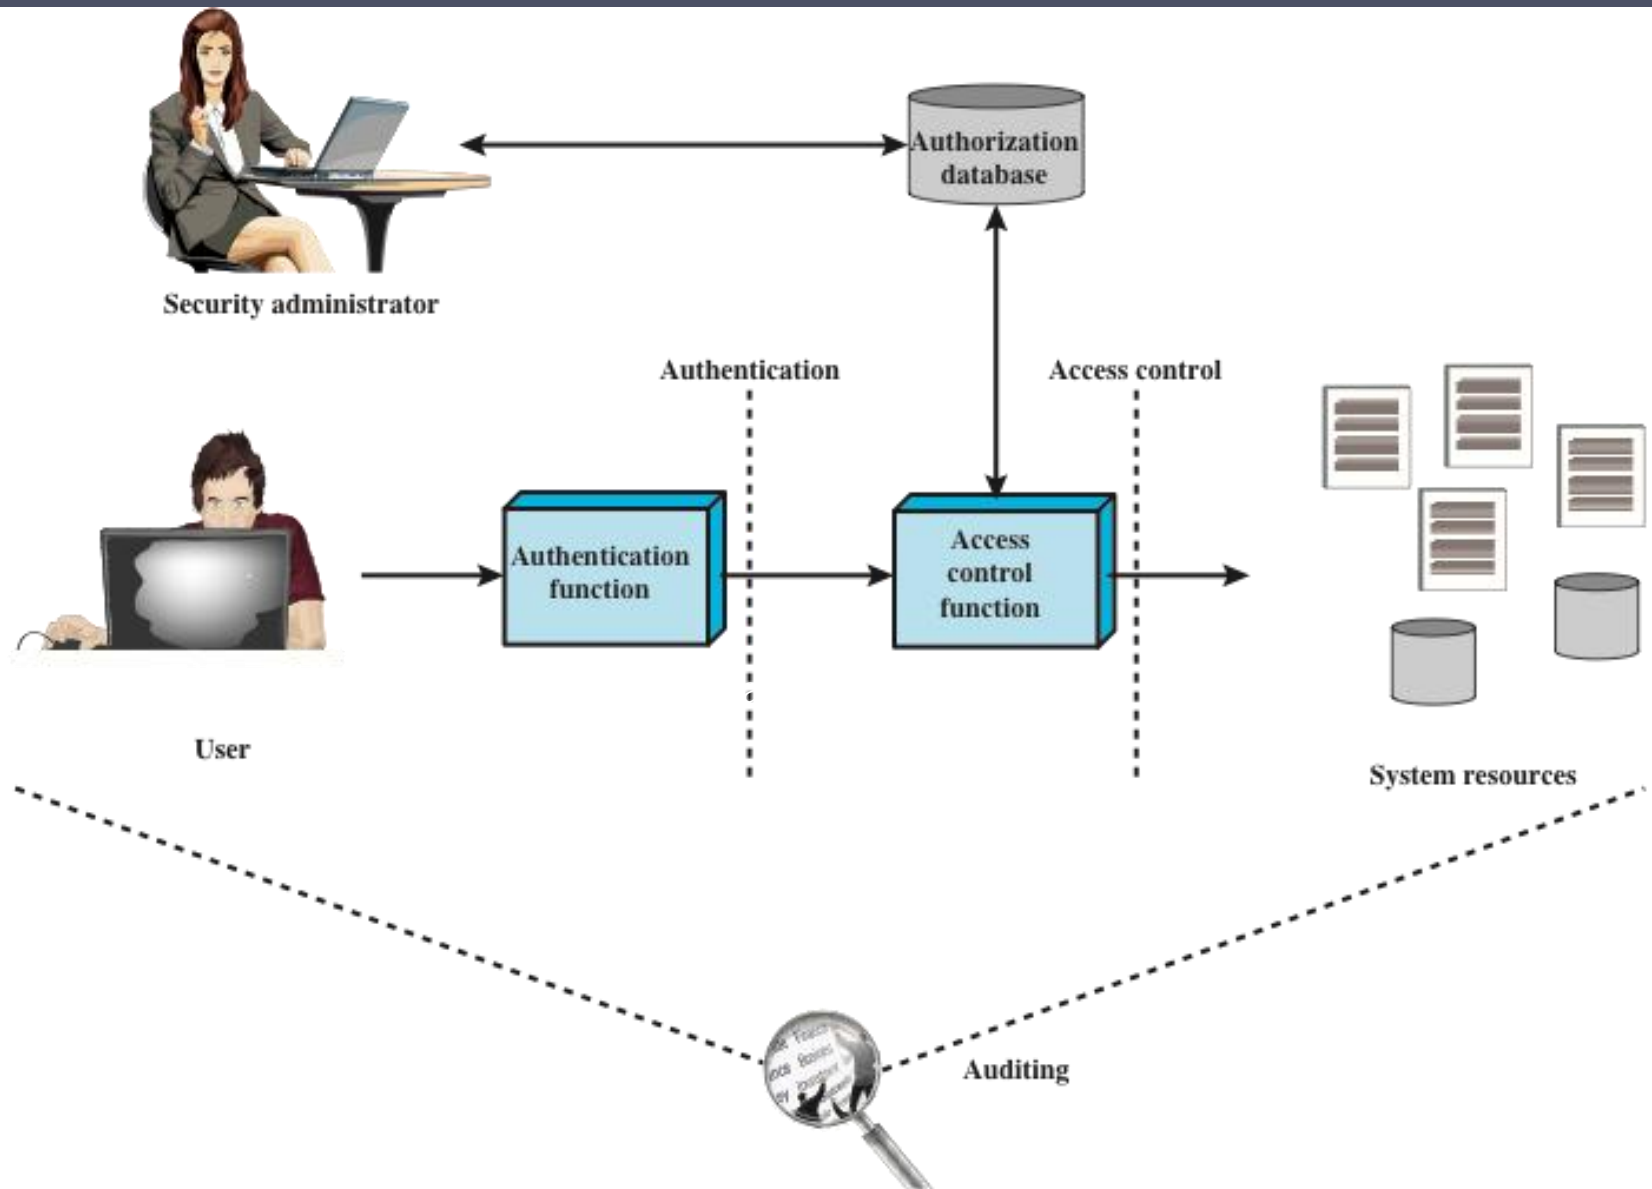 Authorization
database
Security administrator
Authentication
Access control
Authentication
function
Access
control
function
User
System resources
Auditing